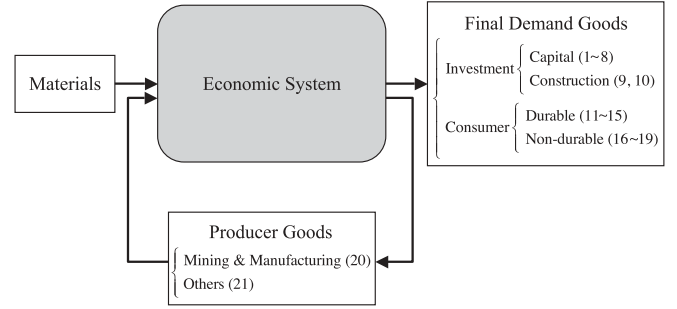 Final Demand Goods
Materials
Economic System
Investment
Capital (1~8)
Construction (9, 10)
Consumer
Durable (11~15)
Non-durable (16~19)
Producer Goods
Mining & Manufacturing (20)
Others (21)